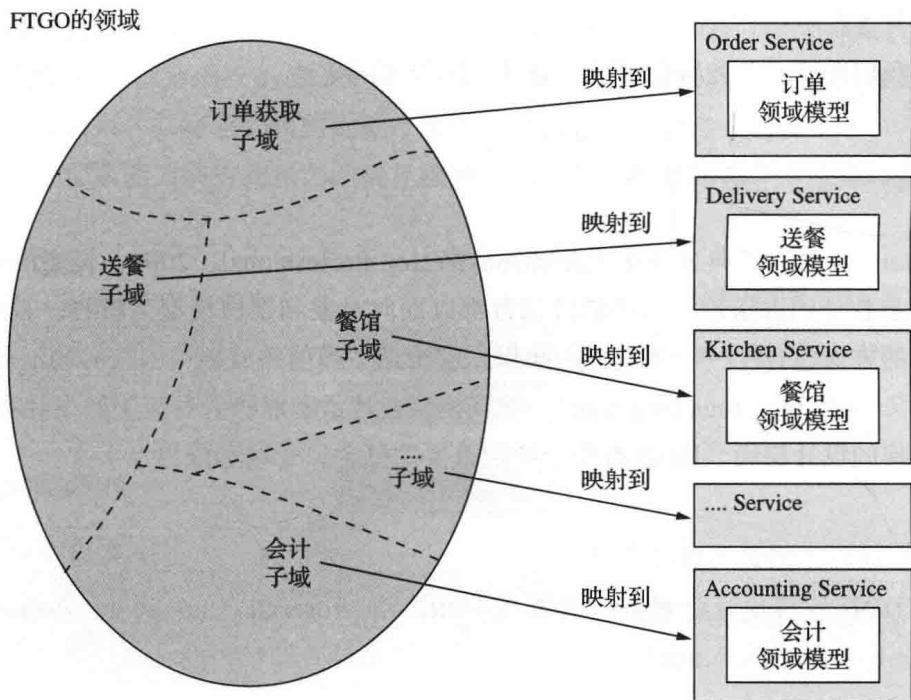 FTGO的领域
订单获取
子域
映射到
Order Service
订单
领域模型
送餐
子域
映射到
Delivery Service
送餐
领域模型
餐馆
子域
映射到
Kitchen Service
餐馆
领域模型
....
子域
映射到
.... Service
会计
子域
映射到
Accounting Service
会计
领域模型